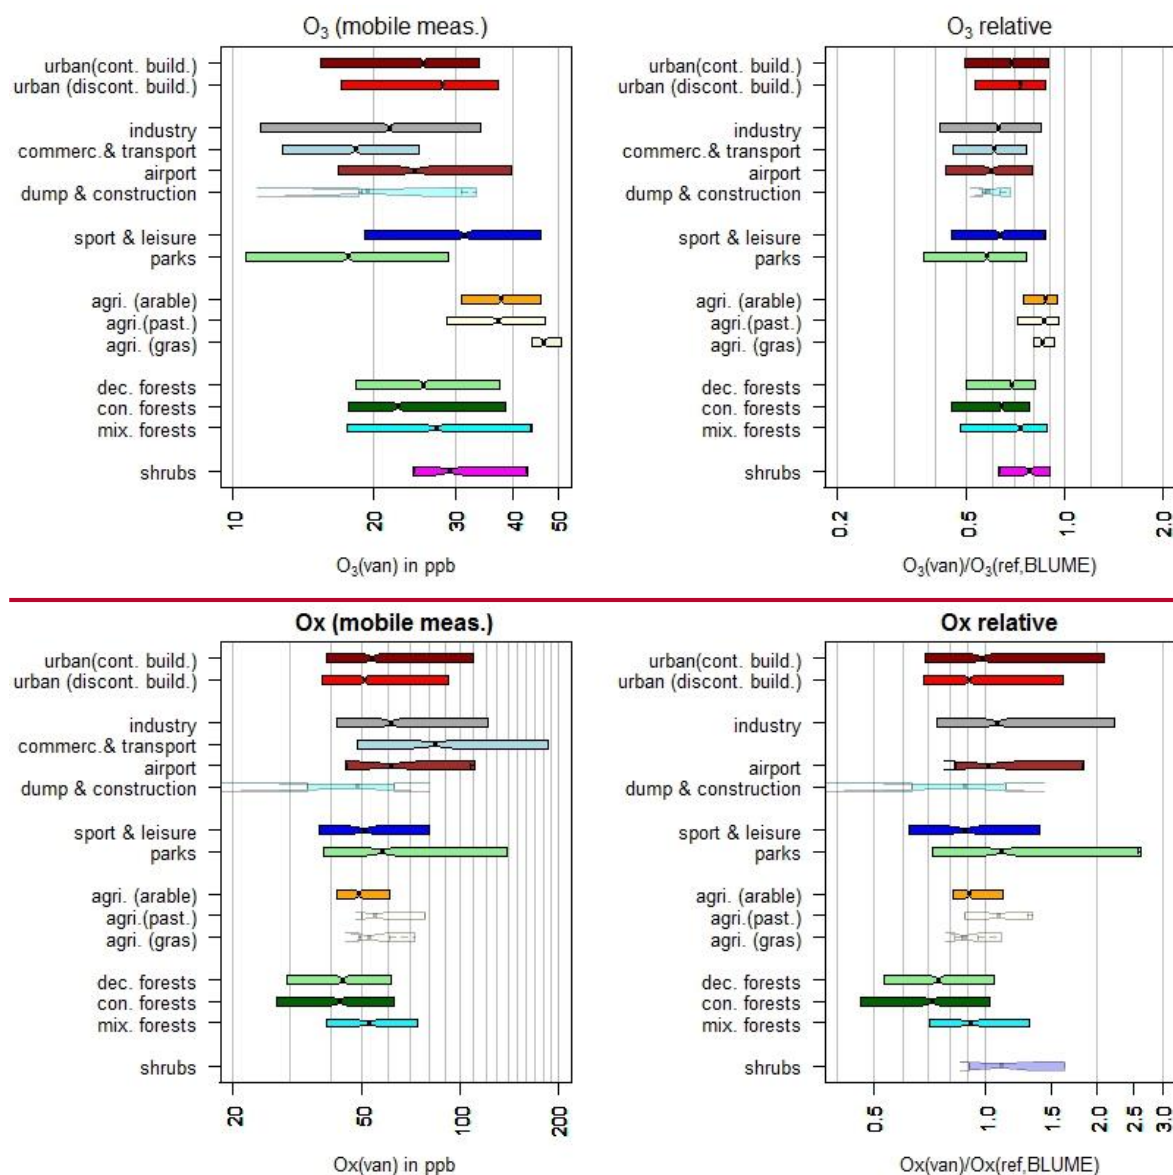 O₃ (mobile meas.)
urban(cont. build.)
urban (discont. build.)
industry
commerc.& transport
airport
dump & construction
sport & leisure
parks
agri. (arable)
agri.(past.)
agri. (gras)
dec. forests
con. forests
mix. forests
shrubs
10 20 30 40 50
O₃(van) in ppb
O₃ relative
urban(cont. build.)
urban (discont. build.)
industry
commerc.& transport
airport
dump & construction
sport & leisure
parks
agri. (arable)
agri.(past.)
agri. (gras)
dec. forests
con. forests
mix. forests
shrubs
0.2 0.5 1.0 2.0
O₃(van)/O₃(ref,BLUME)
Ox (mobile meas.)
urban(cont. build.)
urban (discont. build.)
industry
commerc.& transport
airport
dump & construction
sport & leisure
parks
agri. (arable)
agri.(past.)
agri. (gras)
dec. forests
con. forests
mix. forests
shrubs
20 50 100 200
Ox(van) in ppb
Ox relative
urban(cont. build.)
urban (discont. build.)
industry
airport
dump & construction
sport & leisure
parks
agri. (arable)
agri.(past.)
agri. (gras)
dec. forests
con. forests
mix. forests
shrubs
0.5 1.0 1.5 2.0 2.5 3.0
Ox(van)/Ox(ref,BLUME)